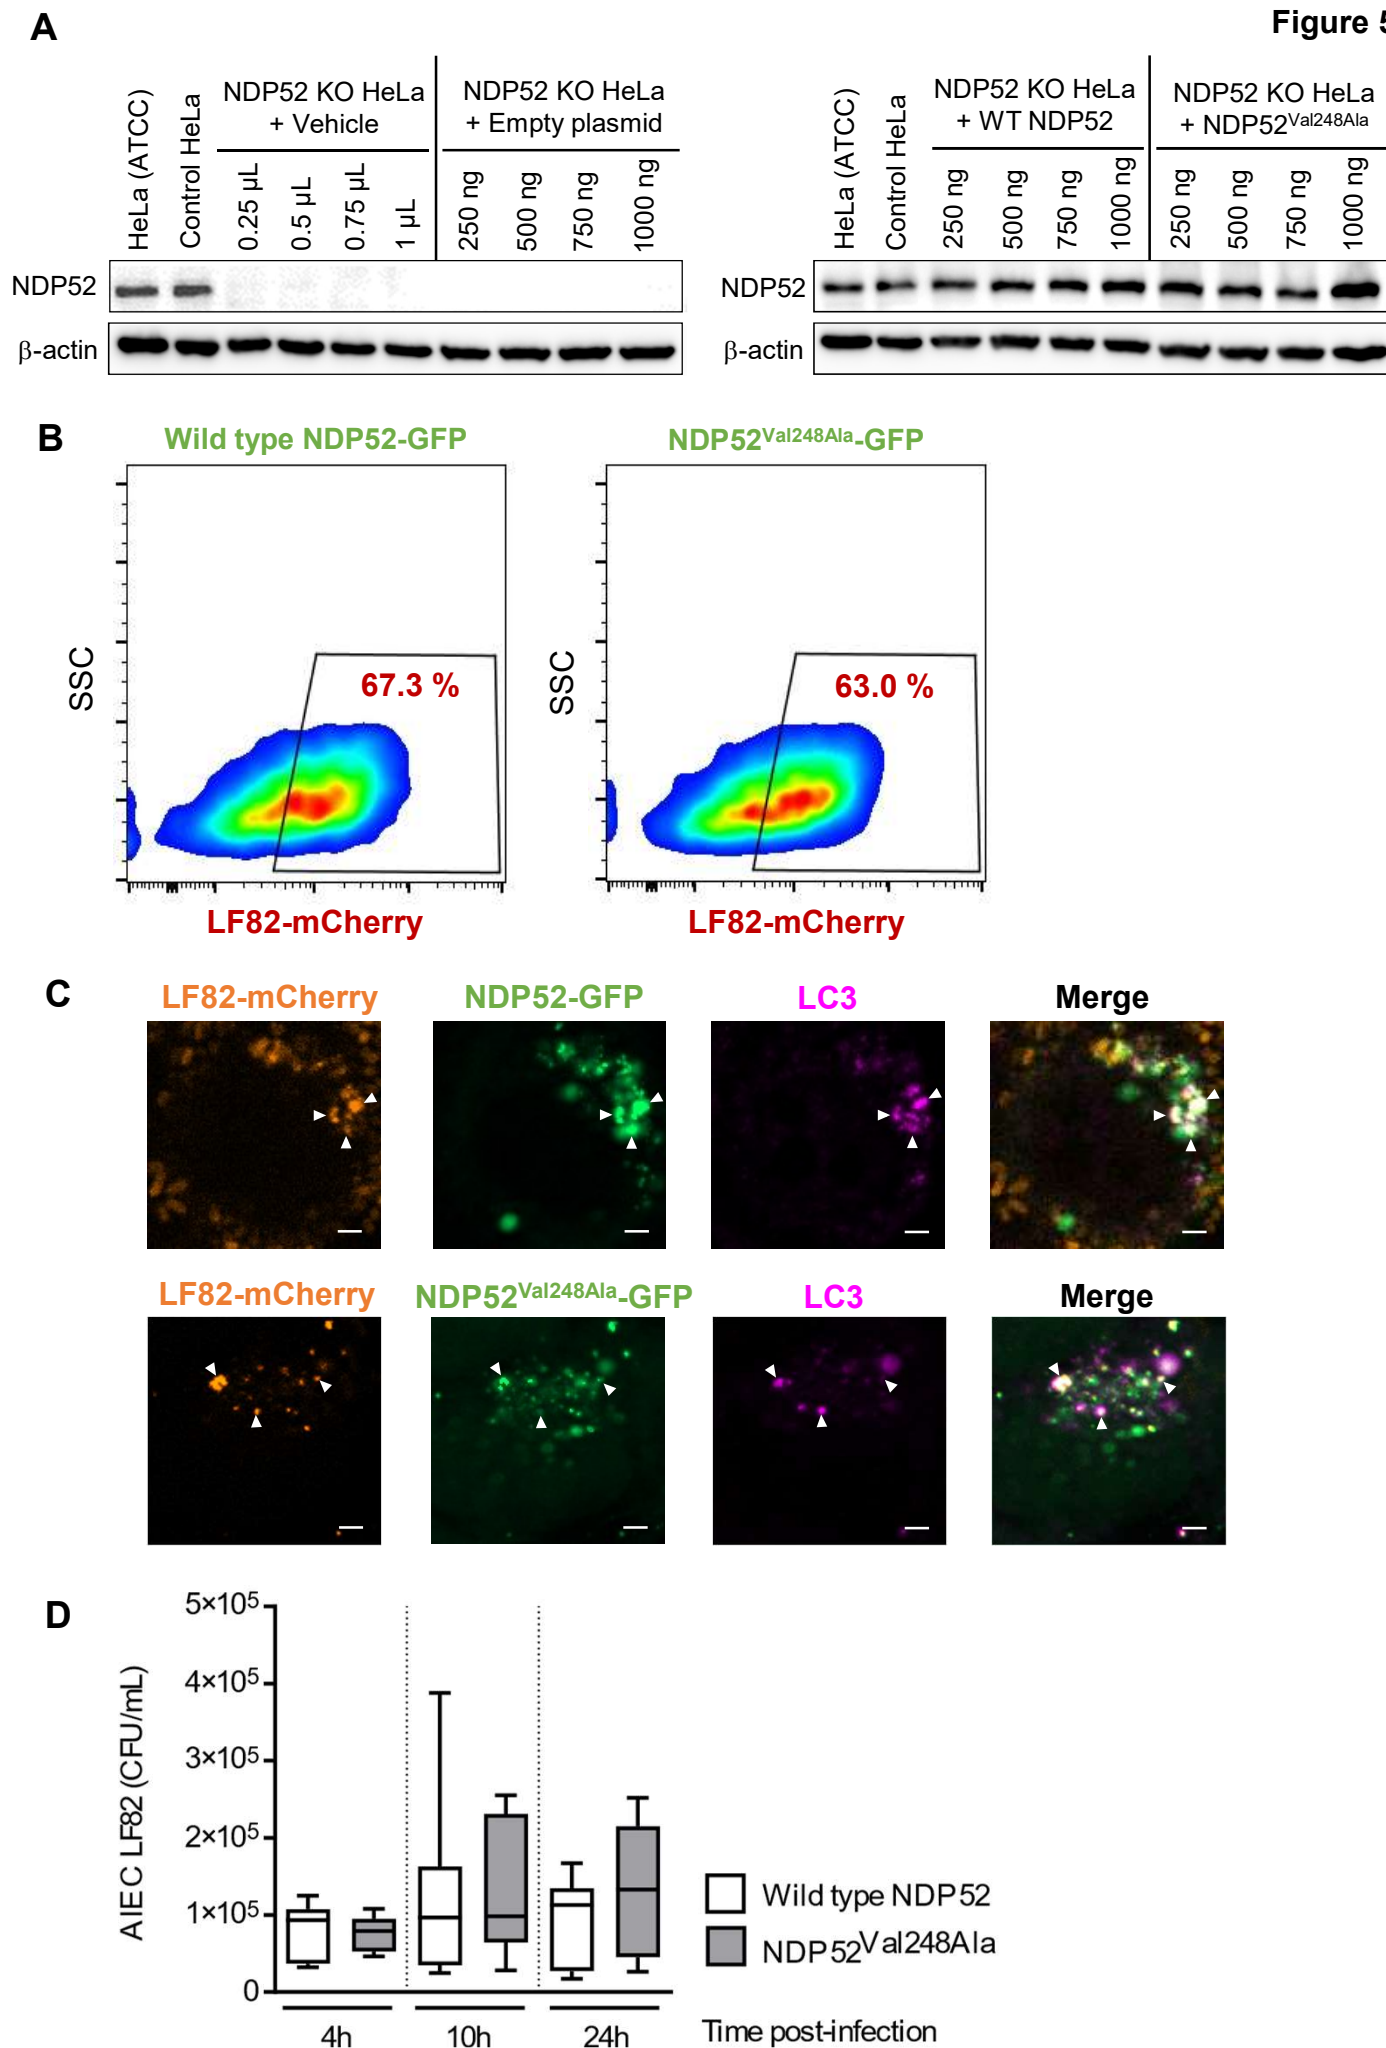 Figure 5
A
HeLa (ATCC)
Control HeLa
NDP52 KO HeLa
+ Vehicle
0.25 µL
0.5 µL
0.75 µL
1 µL
NDP52 KO HeLa
+ Empty plasmid
250 ng
500 ng
750 ng
1000 ng
NDP52
β-actin
HeLa (ATCC)
Control HeLa
NDP52 KO HeLa
+ WT NDP52
250 ng
500 ng
750 ng
1000 ng
NDP52 KO HeLa
+ NDP52Val248Ala
250 ng
500 ng
750 ng
1000 ng
NDP52
β-actin
B
Wild type NDP52-GFP
SSC
67.3 %
LF82-mCherry
NDP52Val248Ala-GFP
SSC
63.0 %
LF82-mCherry
C
LF82-mCherry
NDP52-GFP
LC3
Merge
LF82-mCherry
NDP52Val248Ala-GFP
LC3
Merge
D
AIEC LF82 (CFU/mL)
5×10⁵
4×10⁵
3×10⁵
2×10⁵
1×10⁵
0
4h
10h
24h
Time post-infection
Wild type NDP52
NDP52Val248Ala